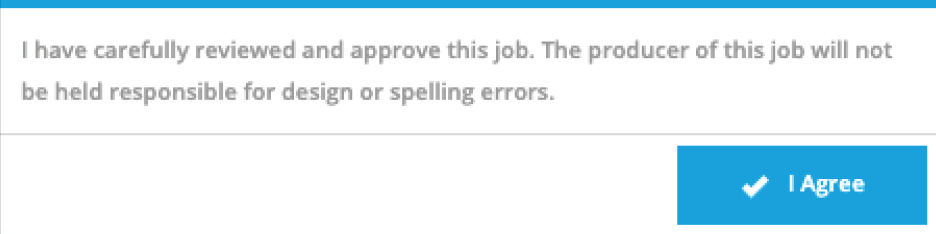 I have carefully reviewed and approve this job. The producer of this job will not
be held responsible for design or spelling errors.
I Agree